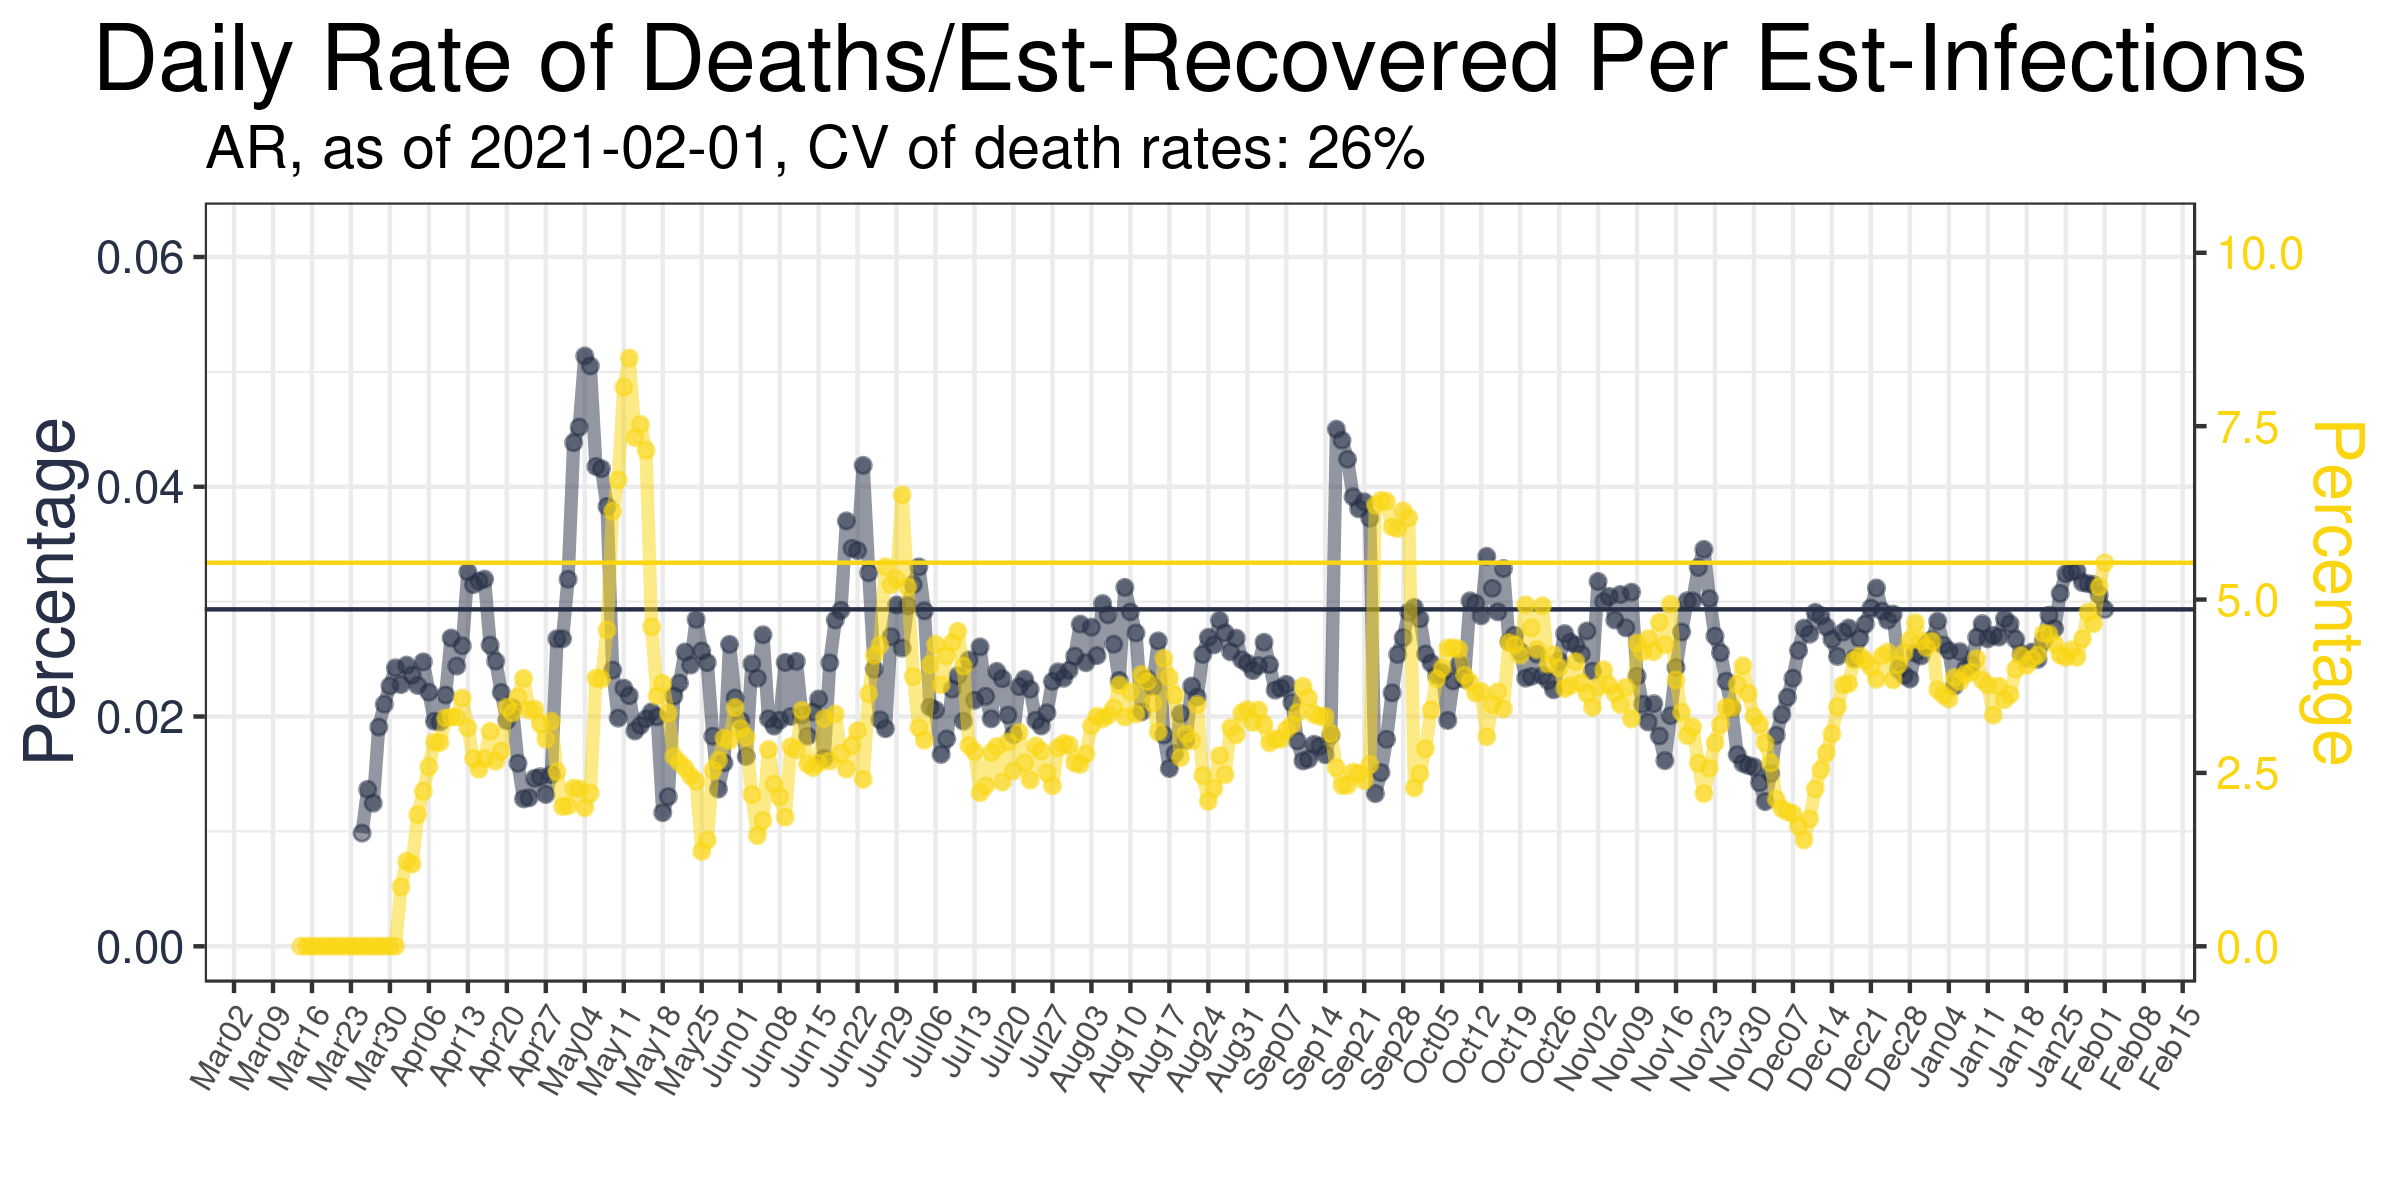 Daily Rate of Deaths/Est-Recovered Per Est-Infections
AR, as of 2021-02-01, CV of death rates: 26%
Percentage
0.06
0.04
0.02
0.00
10.0
7.5
5.0
2.5
0.0
Percentage
Mar02
Mar09
Mar16
Mar23
Mar30
Apr06
Apr13
Apr20
Apr27
May04
May11
May18
May25
Jun01
Jun08
Jun15
Jun22
Jun29
Jul06
Jul13
Jul20
Jul27
Aug03
Aug10
Aug17
Aug24
Aug31
Sep07
Sep14
Sep21
Sep28
Oct05
Oct12
Oct19
Oct26
Nov02
Nov09
Nov16
Nov23
Nov30
Dec07
Dec14
Dec21
Dec28
Jan04
Jan11
Jan18
Jan25
Feb01
Feb08
Feb15